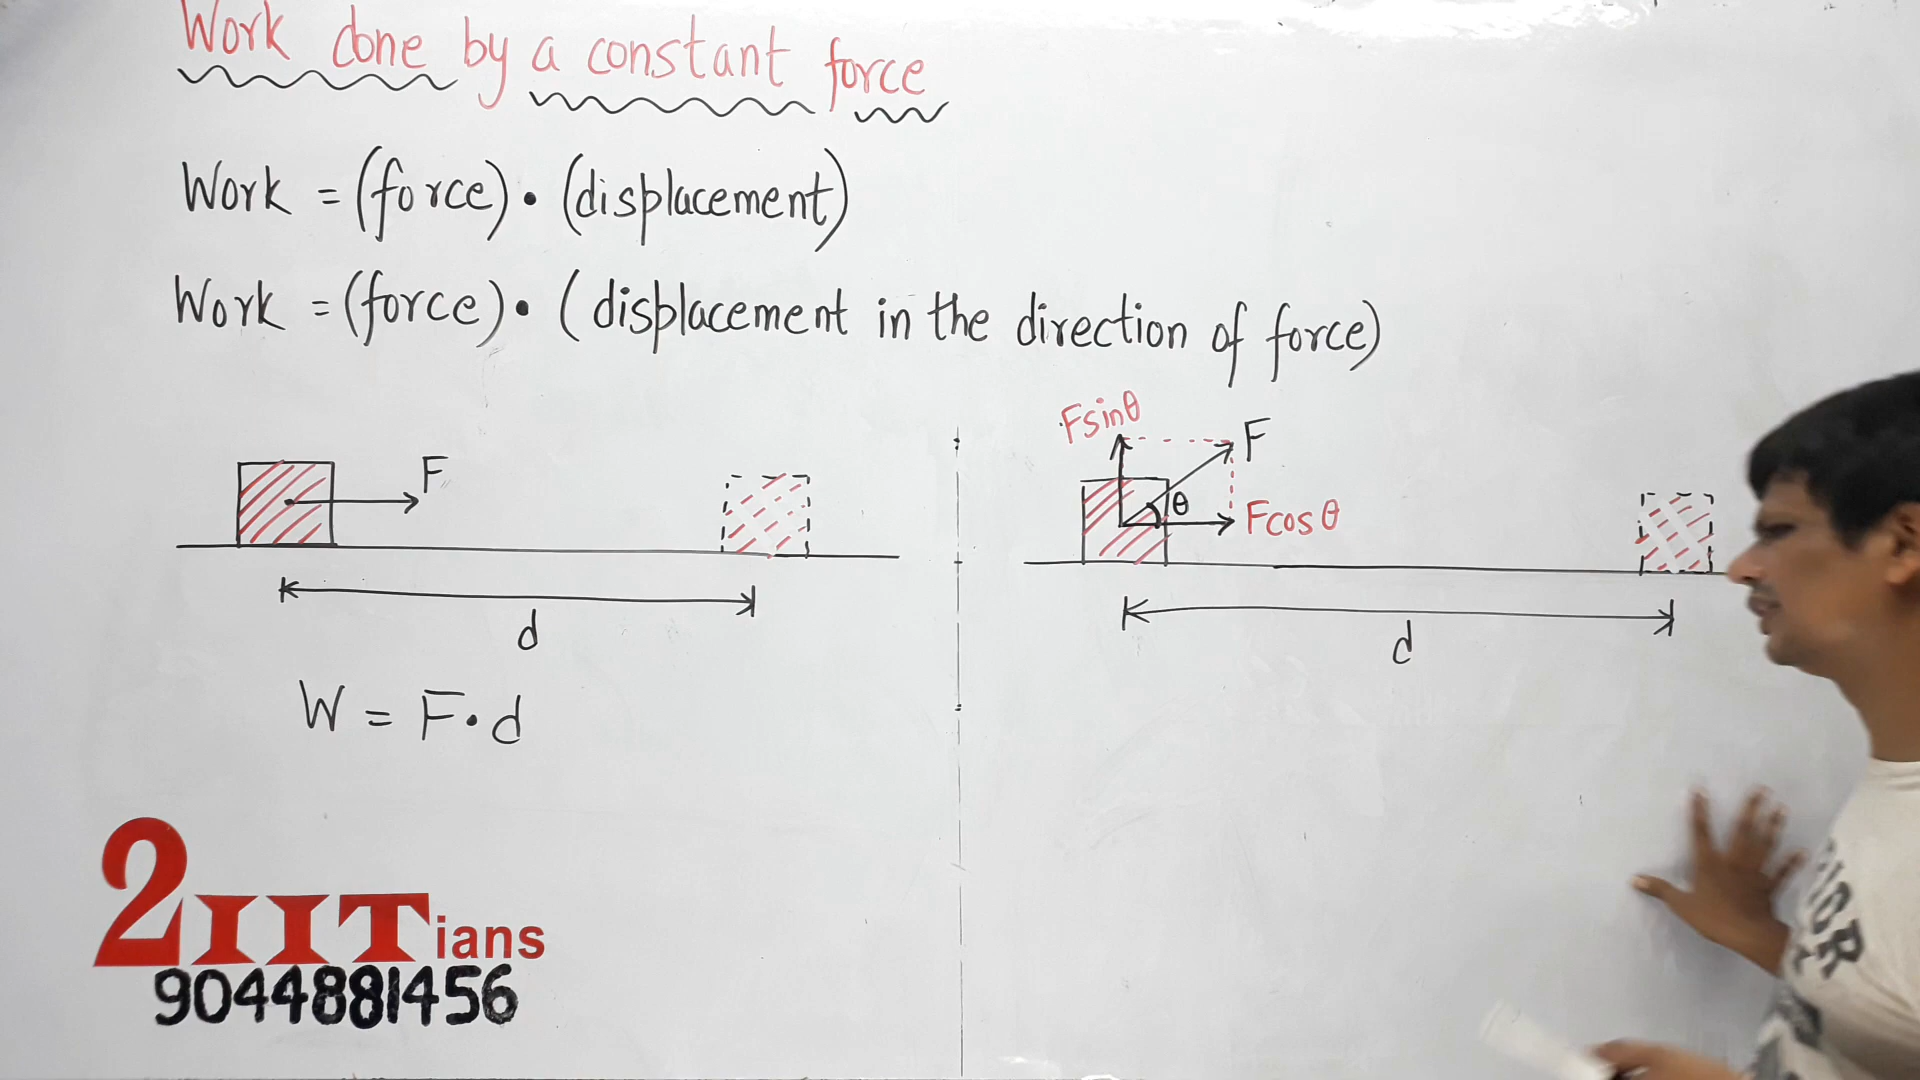 Work done by a constant force
Work = (force) • (displacement)
Work = (force) • (displacement in the direction of force)
F
d
W = F • d
Fsinθ
F
θ
Fcosθ
d
2IITians
9044881456